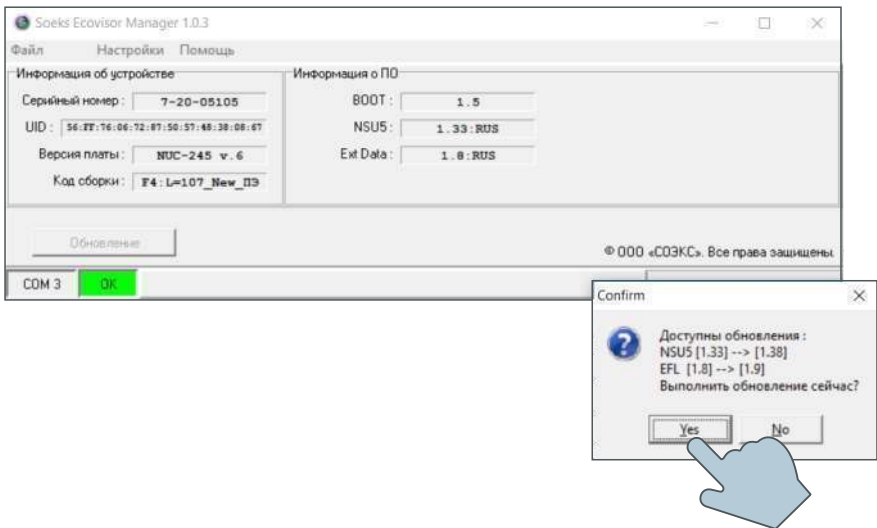 Soeks Ecovisor Manager 1.0.3
Файл Настройки Помощь
Информация об устройстве
Серийный номер : 7-20-05105
UID : 56:FF:76:06:72:87:50:57:48:38:08:67
Версия платы : NUC-245 v.6
Код сборки : F4:L=107_New_ПЭ
Информация о ПО
BOOT : 1.5
NSU5 : 1.33:RUS
Ext Data : 1.8:RUS
Обновление
© ООО «СОЭКС». Все права защищены.
COM 3 OK
Confirm
Доступны обновления :
NSU5 [1.33] --> [1.38]
EFL [1.8] --> [1.9]
Выполнить обновление сейчас?
Yes No